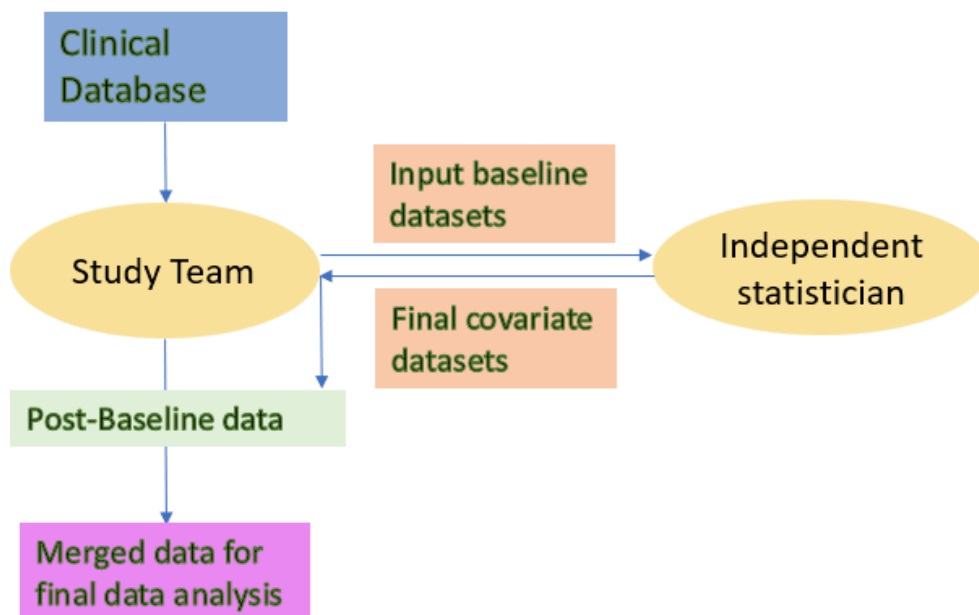 Clinical
Database
Input baseline
datasets
Study Team
Independent
statistician
Final covariate
datasets
Post-Baseline data
Merged data for
final data analysis